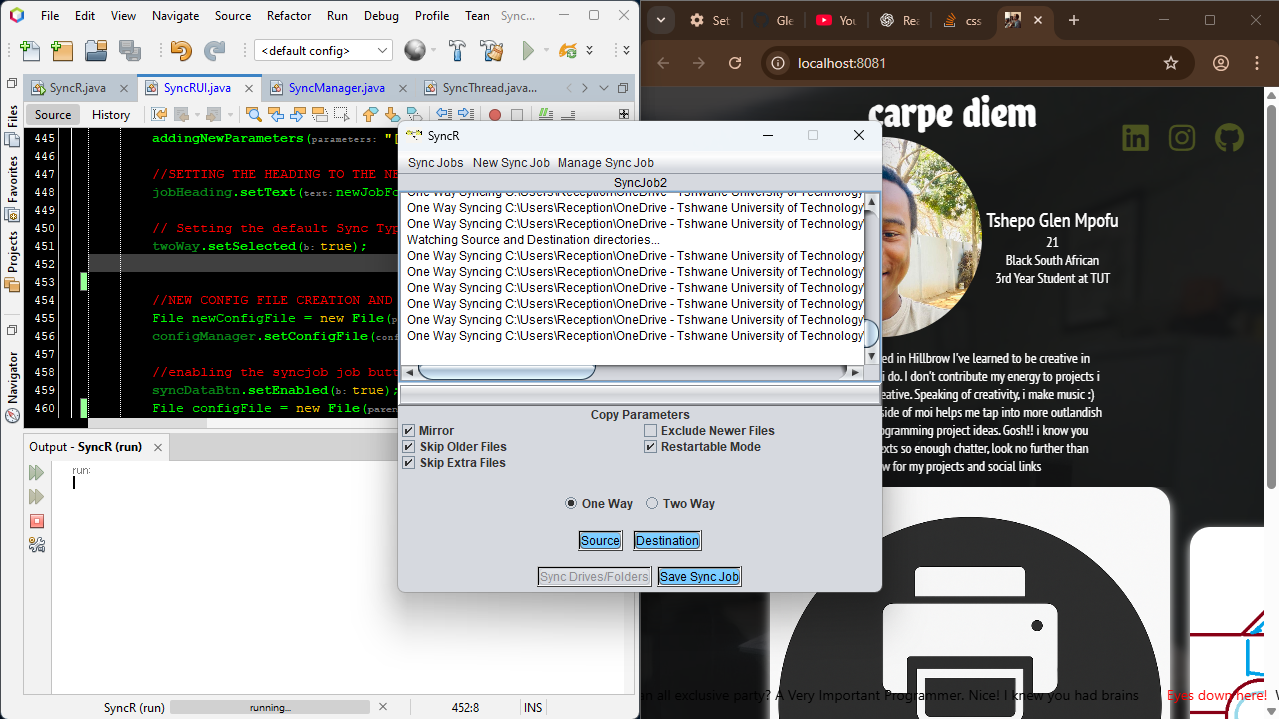 File Edit View Navigate Source Refactor Run Debug Profile Tean Sync...
<default config>
SyncR.java SyncRUI.java SyncManager.java SyncThread.java...
Source History
Files
Favorites
Projects
Navigator
445 addingNewParameters(parameters: "[
446
447 //SETTING THE HEADING TO THE NE
448 jobHeading.setText(text:newJobFo
449
450 // Setting the default Sync Typ
451 twoWay.setSelected(b:true);
452
453
454 //NEW CONFIG FILE CREATION AND
455 File newConfigFile = new File(p
456 configManager.setConfigFile(conf
457
458 //enabling the syncjob job butt
459 syncDataBtn.setEnabled(b:true);
460 File configFile = new File(paren
Output - SyncR (run)
run:
SyncR (run) running... 452:8 INS
SyncR
Sync Jobs New Sync Job Manage Sync Job
SyncJob2
One Way Syncing C:\Users\Reception\OneDrive - Tshwane University of Technology
One Way Syncing C:\Users\Reception\OneDrive - Tshwane University of Technology
One Way Syncing C:\Users\Reception\OneDrive - Tshwane University of Technology
Watching Source and Destination directories...
One Way Syncing C:\Users\Reception\OneDrive - Tshwane University of Technology
One Way Syncing C:\Users\Reception\OneDrive - Tshwane University of Technology
One Way Syncing C:\Users\Reception\OneDrive - Tshwane University of Technology
One Way Syncing C:\Users\Reception\OneDrive - Tshwane University of Technology
One Way Syncing C:\Users\Reception\OneDrive - Tshwane University of Technology
One Way Syncing C:\Users\Reception\OneDrive - Tshwane University of Technology
Copy Parameters
Mirror Exclude Newer Files
Skip Older Files Restartable Mode
Skip Extra Files
One Way Two Way
Source Destination
Sync Drives/Folders Save Sync Job
Set Gle You Rea css
localhost:8081
carpe diem
in
Tshepo Glen Mpofu
21
Black South African
3rd Year Student at TUT
ed in Hillbrow I've learned to be creative in
i do. I don't contribute my energy to projects i
eative. Speaking of creativity, i make music :)
side of moi helps me tap into more outlandish
ogramming project ideas. Gosh!! i know you
exts so enough chatter, look no further than
w for my projects and social links
n all exclusive party? A Very Important Programmer. Nice! I knew you had brains Eyes down here! W